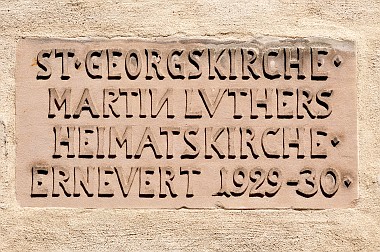 ST·GEORGSKIRCHE·
MARTIN LVTHERS
HEIMATSKIRCHE·
ERNEVERT 1929-30·